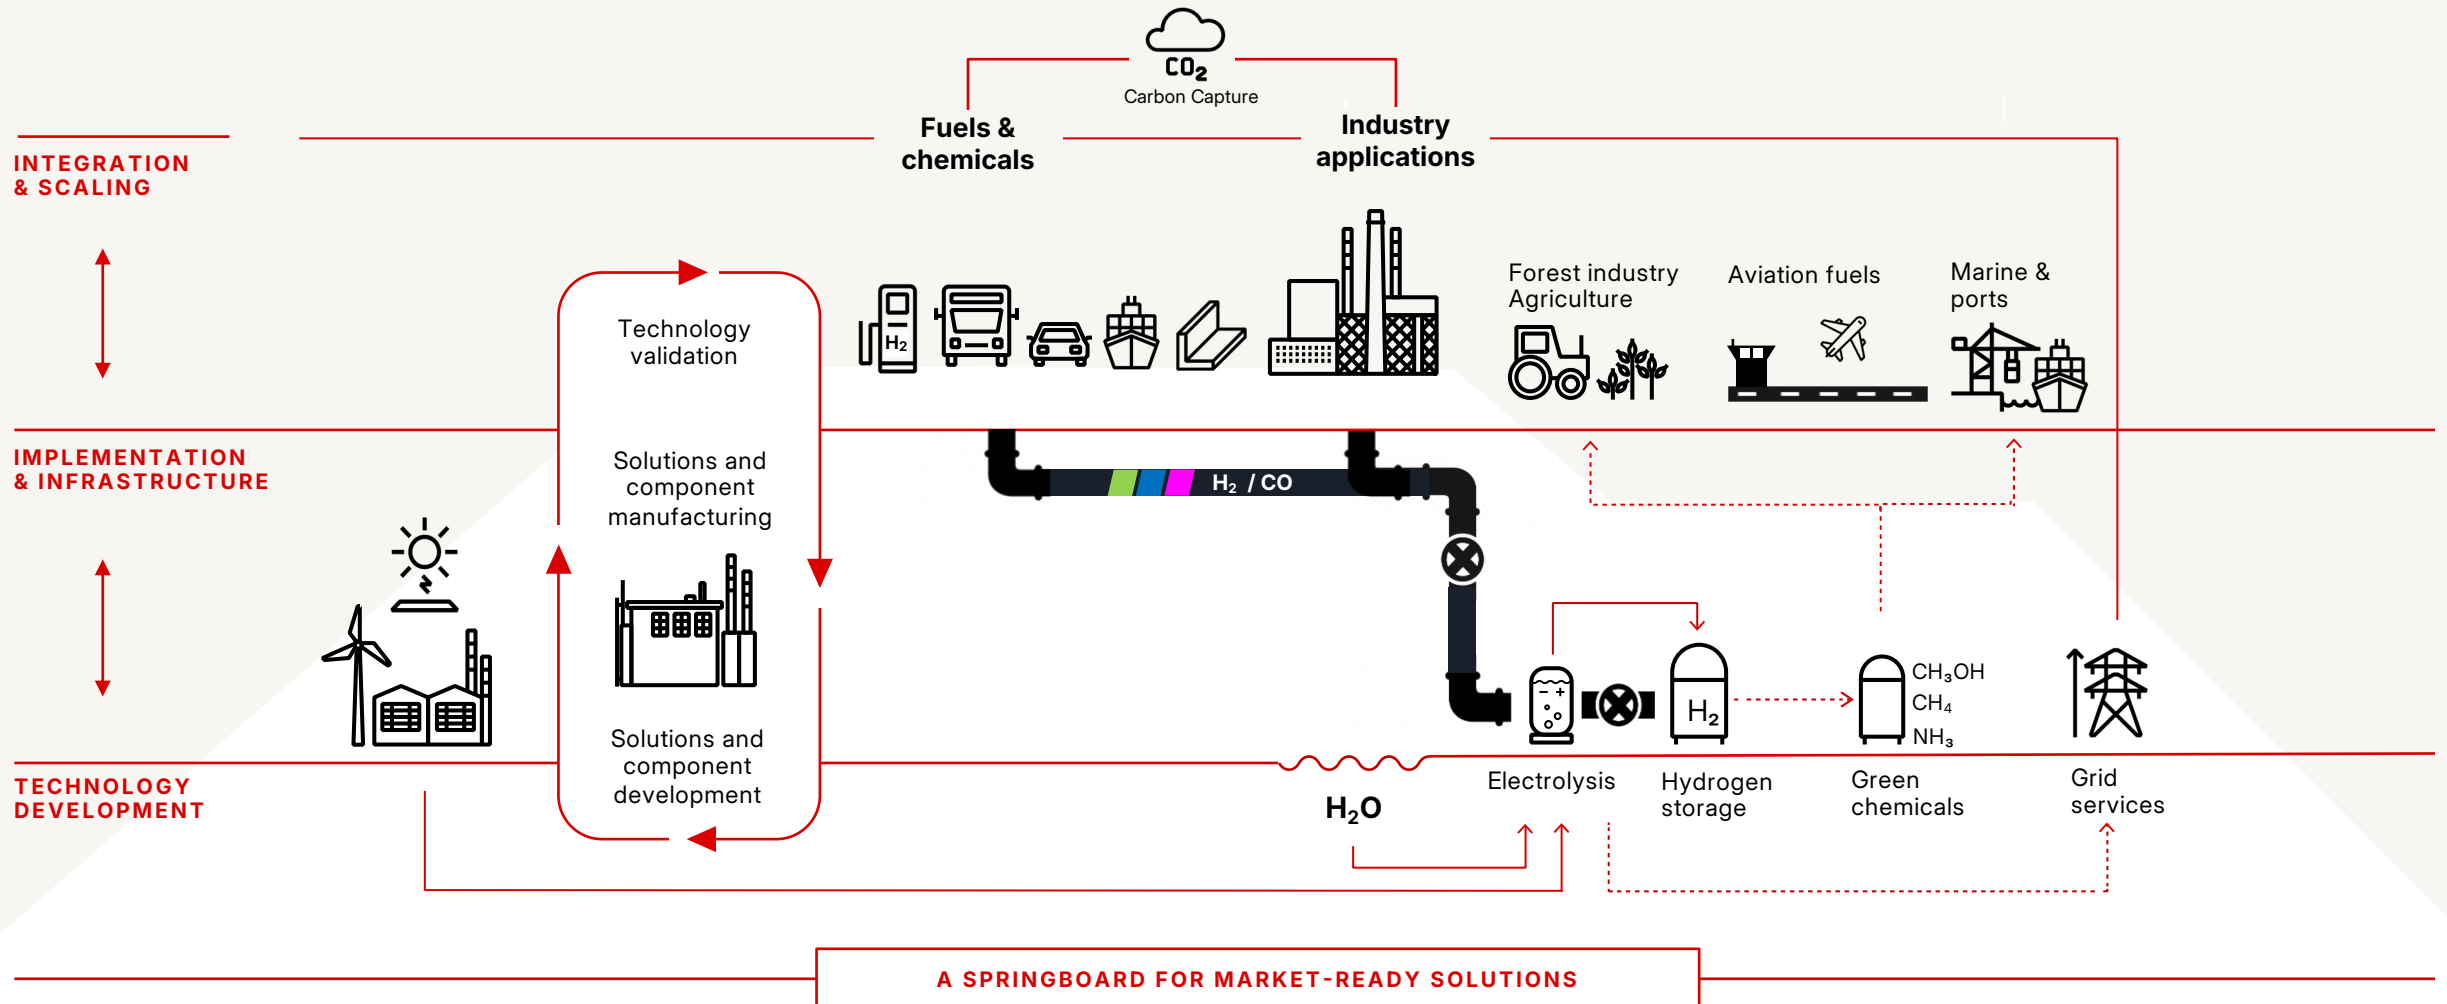 CO₂
Carbon Capture
Fuels &
chemicals
Industry
applications
INTEGRATION
& SCALING
Technology
validation
H₂
Forest industry
Agriculture
Aviation fuels
Marine &
ports
IMPLEMENTATION
& INFRASTRUCTURE
Solutions and
component
manufacturing
H₂ / CO
H₂
CH₃OH
CH₄
NH₃
TECHNOLOGY
DEVELOPMENT
Solutions and
component
development
H₂O
Electrolysis
Hydrogen
storage
Green
chemicals
Grid
services
A SPRINGBOARD FOR MARKET-READY SOLUTIONS